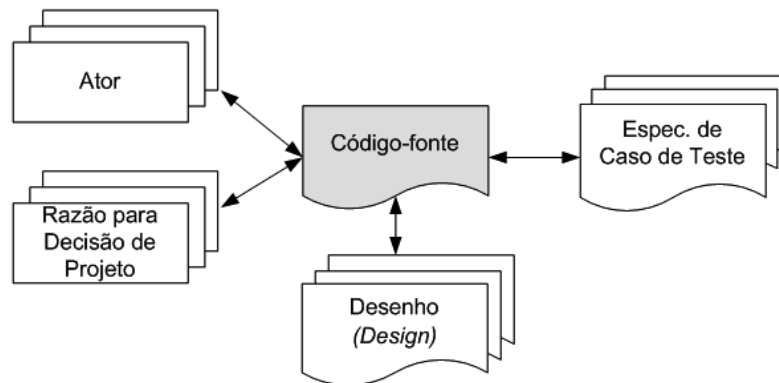 Ator
Código-fonte
Espec. de
Caso de Teste
Razão para
Decisão de
Projeto
Desenho
(Design)